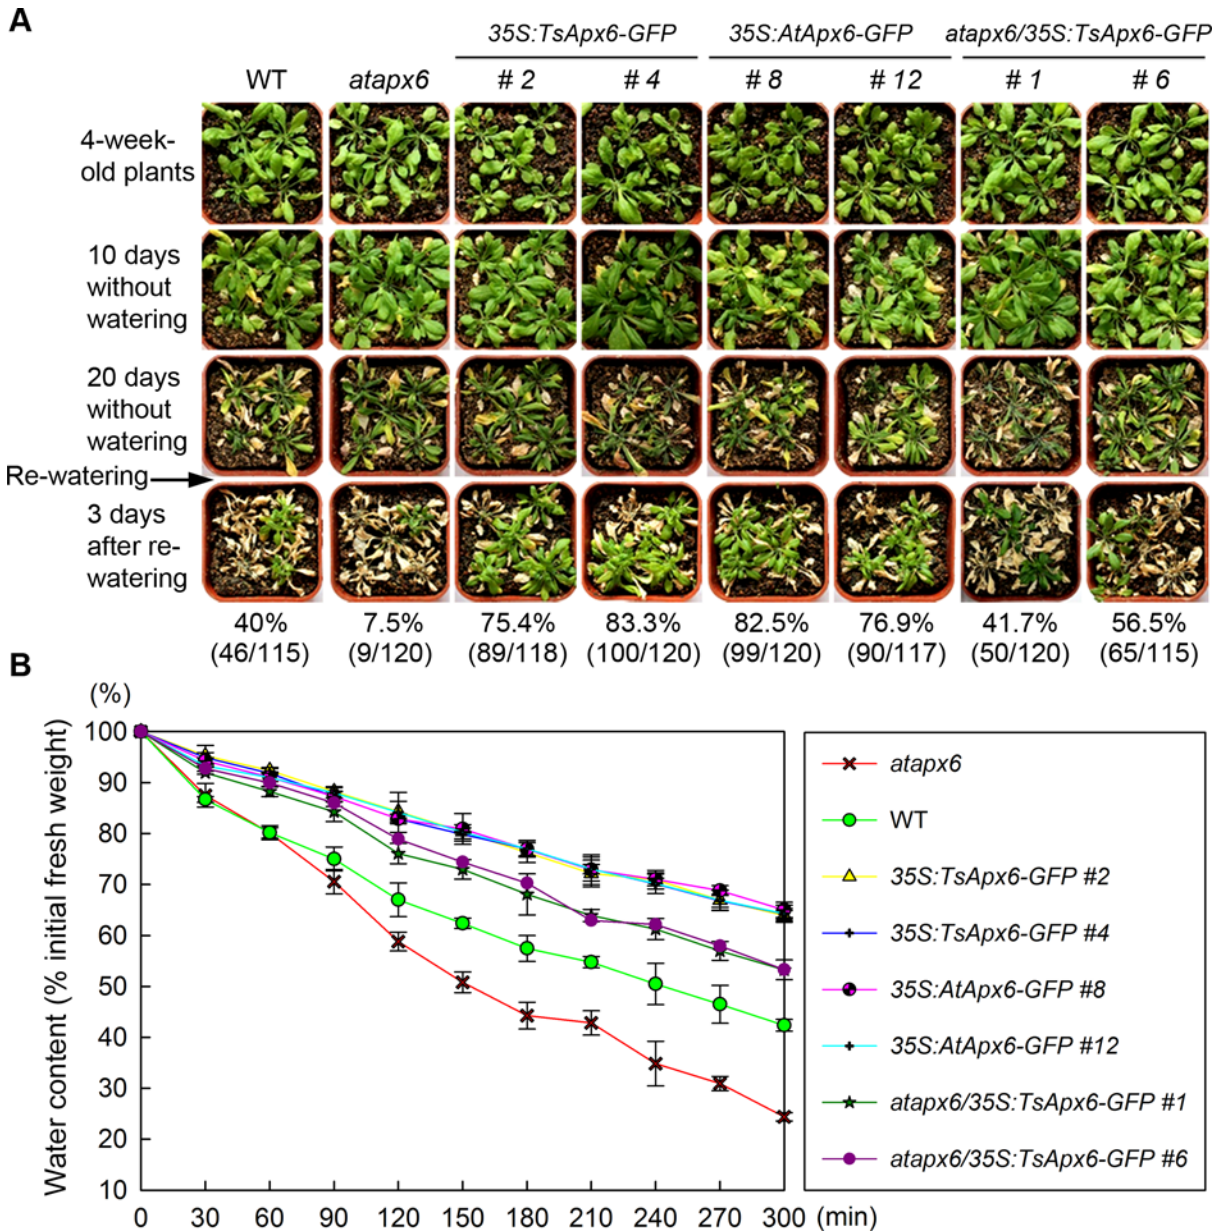 A
35S:TsApx6-GFP 35S:AtApx6-GFP atapx6/35S:TsApx6-GFP
WT atapx6 # 2 # 4 # 8 # 12 # 1 # 6
4-week-
old plants
10 days
without
watering
20 days
without
watering
Re-watering
3 days
after re-
watering
40% 7.5% 75.4% 83.3% 82.5% 76.9% 41.7% 56.5%
(46/115) (9/120) (89/118) (100/120) (99/120) (90/117) (50/120) (65/115)
B
(%)
Water content (% initial fresh weight)
100
90
80
70
60
50
40
30
20
10
0 30 60 90 120 150 180 210 240 270 300 (min)
atapx6
WT
35S:TsApx6-GFP #2
35S:TsApx6-GFP #4
35S:AtApx6-GFP #8
35S:AtApx6-GFP #12
atapx6/35S:TsApx6-GFP #1
atapx6/35S:TsApx6-GFP #6